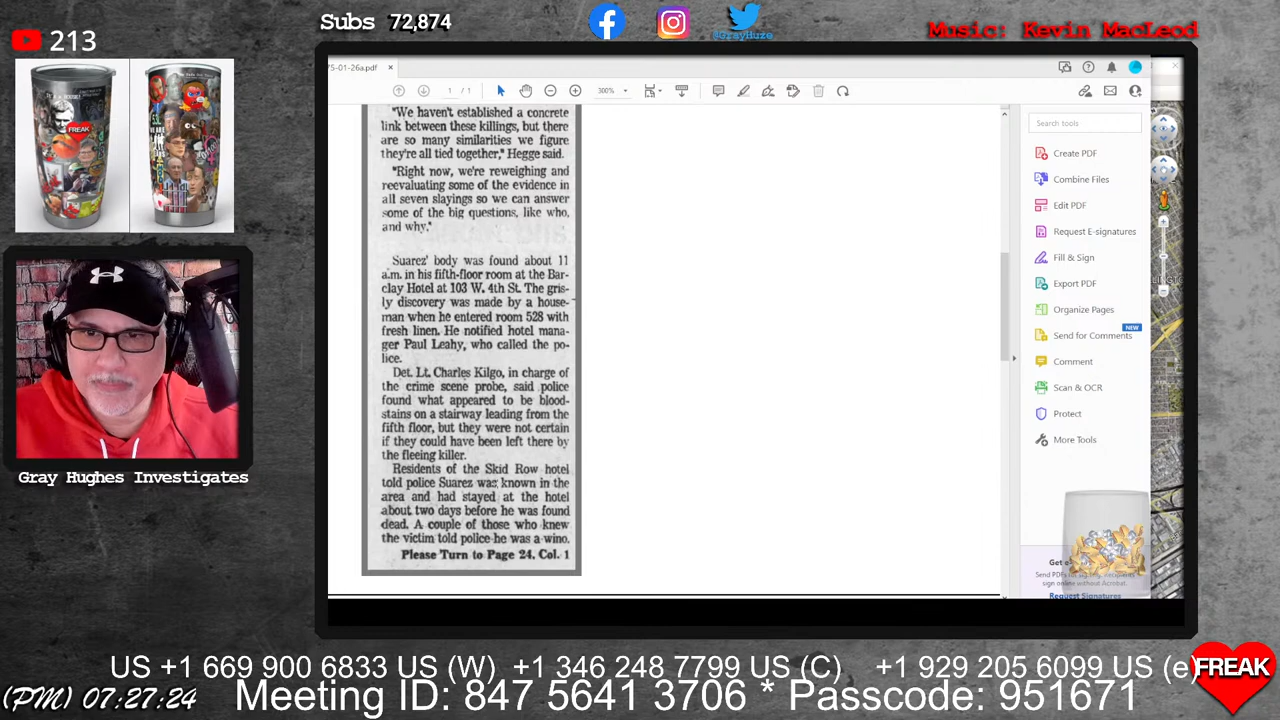 213
Subs 72,874
@GrayHuze
Music: Kevin MacLeod
FREAK
75-01-26a.pdf
1 / 1
300%
"We haven't established a concrete
link between these killings, but there
are so many similarities we figure
they're all tied together," Hegge said.
"Right now, we're reweighing and
reevaluating some of the evidence in
all seven slayings so we can answer
some of the big questions, like who,
and why."
Suarez' body was found about 11
a.m. in his fifth-floor room at the Bar-
clay Hotel at 103 W. 4th St. The gris-
ly discovery was made by a house-
man when he entered room 528 with
fresh linen. He notified hotel mana-
ger Paul Leahy, who called the po-
lice.
Det. Lt. Charles Kilgo, in charge of
the crime scene probe, said police
found what appeared to be blood-
stains on a stairway leading from the
fifth floor, but they were not certain
if they could have been left there by
the fleeing killer.
Residents of the Skid Row hotel
told police Suarez was known in the
area and had stayed at the hotel
about two days before he was found
dead. A couple of those who knew
the victim told police he was a wino.
Please Turn to Page 24, Col. 1
Search tools
Create PDF
Combine Files
Edit PDF
Request E-signatures
Fill & Sign
Export PDF
Organize Pages
NEW
Send for Comments
Comment
Scan & OCR
Protect
More Tools
Request Signatures
Gray Hughes Investigates
US +1 669 900 6833 US (W) +1 346 248 7799 US (C) +1 929 205 6099 US (e)
FREAK
(PM) 07:27:24
Meeting ID: 847 5641 3706 * Passcode: 951671